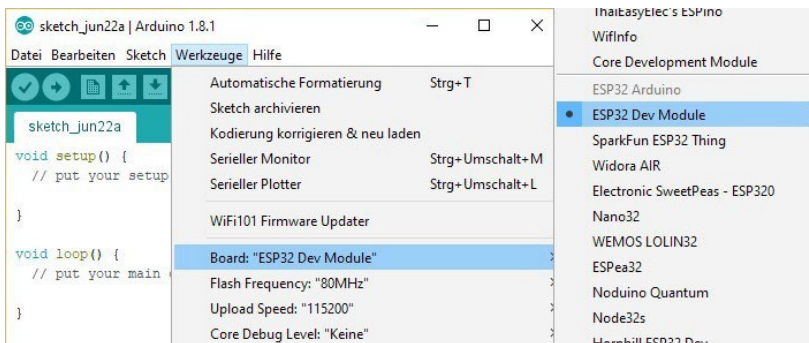 sketch_jun22a | Arduino 1.8.1
Datei Bearbeiten Sketch Werkzeuge Hilfe
sketch_jun22a
void setup() {
// put your setup
}
void loop() {
// put your main
}
Automatische Formatierung Strg+T
Sketch archivieren
Kodierung korrigieren & neu laden
Serieller Monitor Strg+Umschalt+M
Serieller Plotter Strg+Umschalt+L
WiFi101 Firmware Updater
Board: "ESP32 Dev Module"
Flash Frequency: "80MHz"
Upload Speed: "115200"
Core Debug Level: "Keine"
ThaiEasyElec's ESPino
WifInfo
Core Development Module
ESP32 Arduino
ESP32 Dev Module
SparkFun ESP32 Thing
Widora AIR
Electronic SweetPeas - ESP320
Nano32
WEMOS LOLIN32
ESPea32
Noduino Quantum
Node32s
Hornbill ESP32 Dev